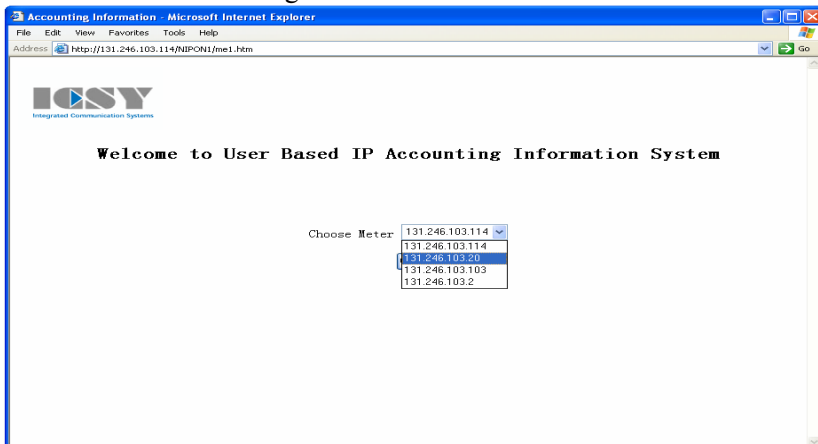 Accounting Information - Microsoft Internet Explorer
File Edit View Favorites Tools Help
Address http://131.246.103.114/NIPON1/me1.htm Go
ICSY
Integrated Communication Systems
Welcome to User Based IP Accounting Information System
Choose Meter 131.246.103.114
131.246.103.114
131.246.103.20
131.246.103.103
131.246.103.2